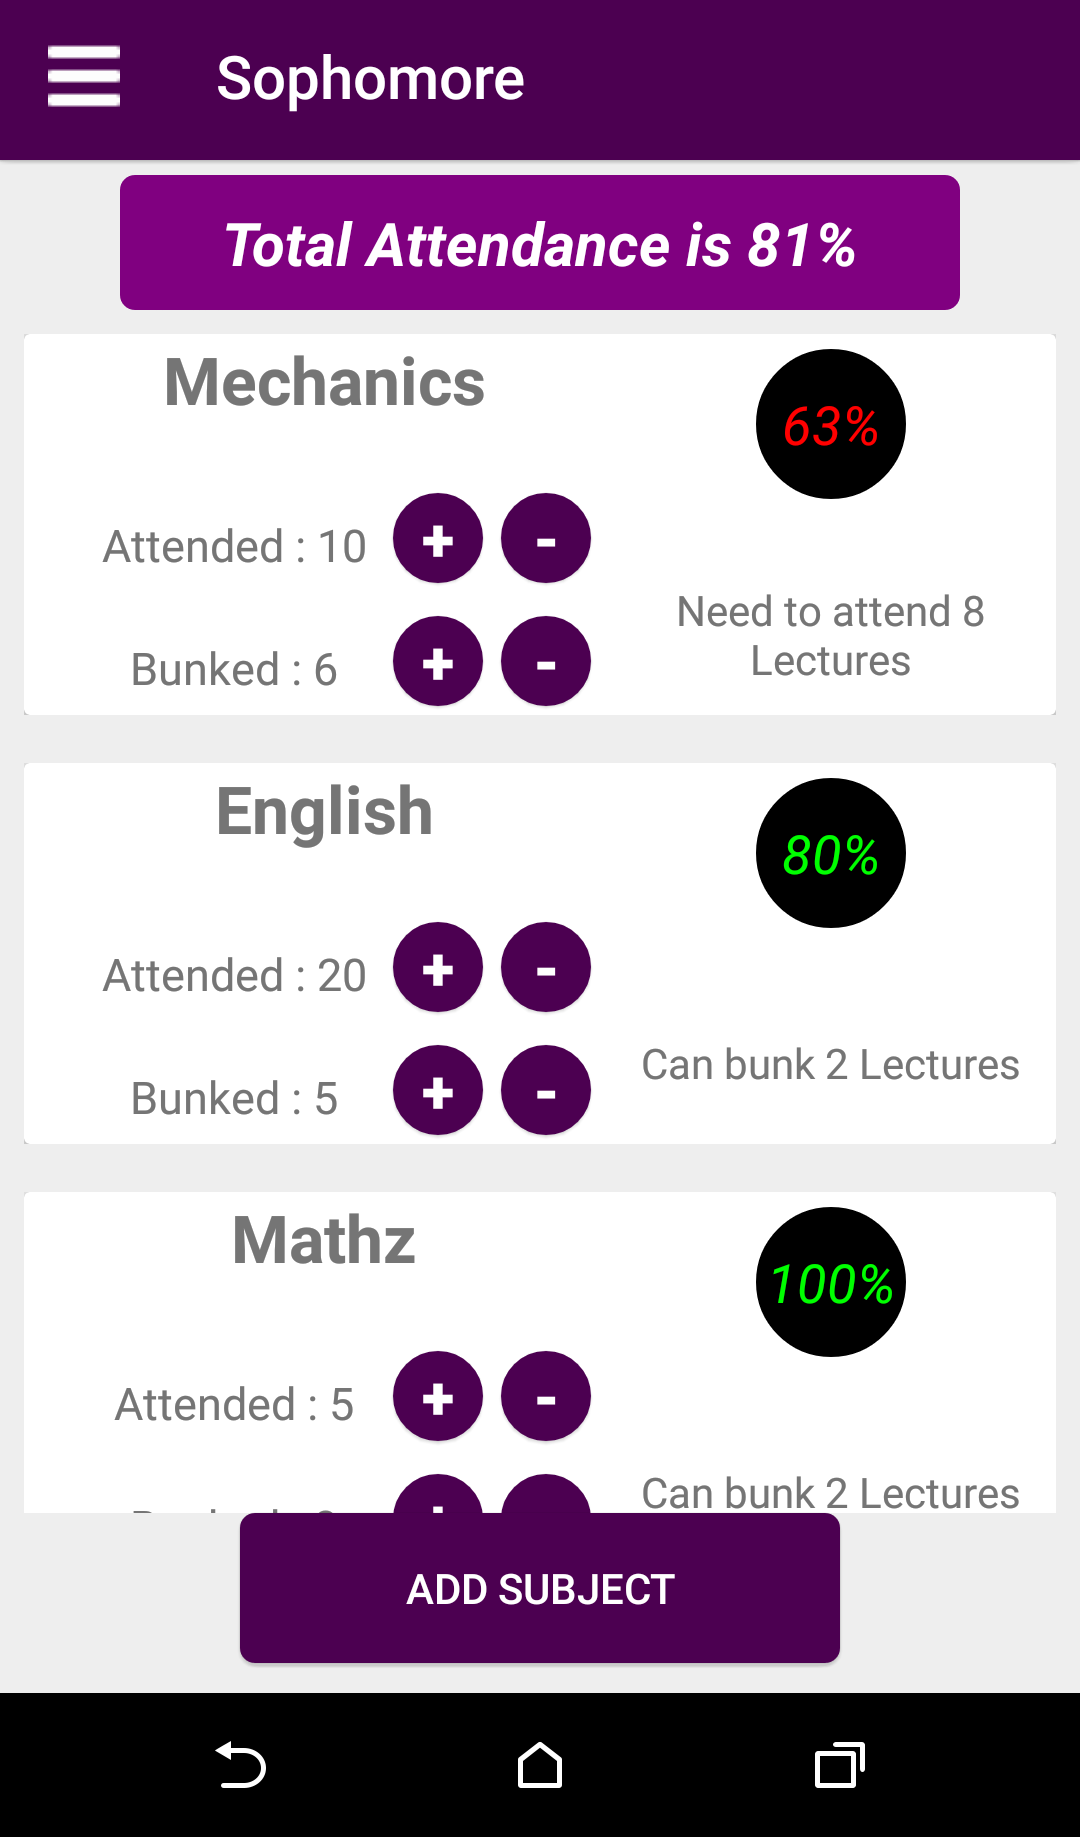 Sophomore
Total Attendance is 81%
Mechanics
63%
Attended : 10
+
-
Need to attend 8
Lectures
Bunked : 6
+
-
English
80%
Attended : 20
+
-
Can bunk 2 Lectures
Bunked : 5
+
-
Mathz
100%
Attended : 5
+
-
Can bunk 2 Lectures
ADD SUBJECT